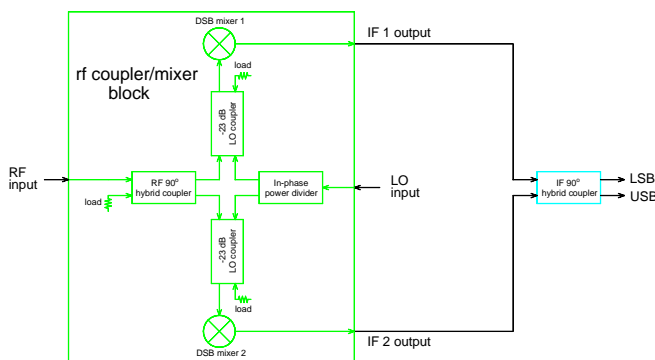 DSB mixer 1
IF 1 output
rf coupler/mixer
block
load
-23 dB
LO coupler
RF
input
RF 90°
hybrid coupler
In-phase
power divider
LO
input
IF 90°
hybrid coupler
LSB
USB
load
-23 dB
LO coupler
load
DSB mixer 2
IF 2 output